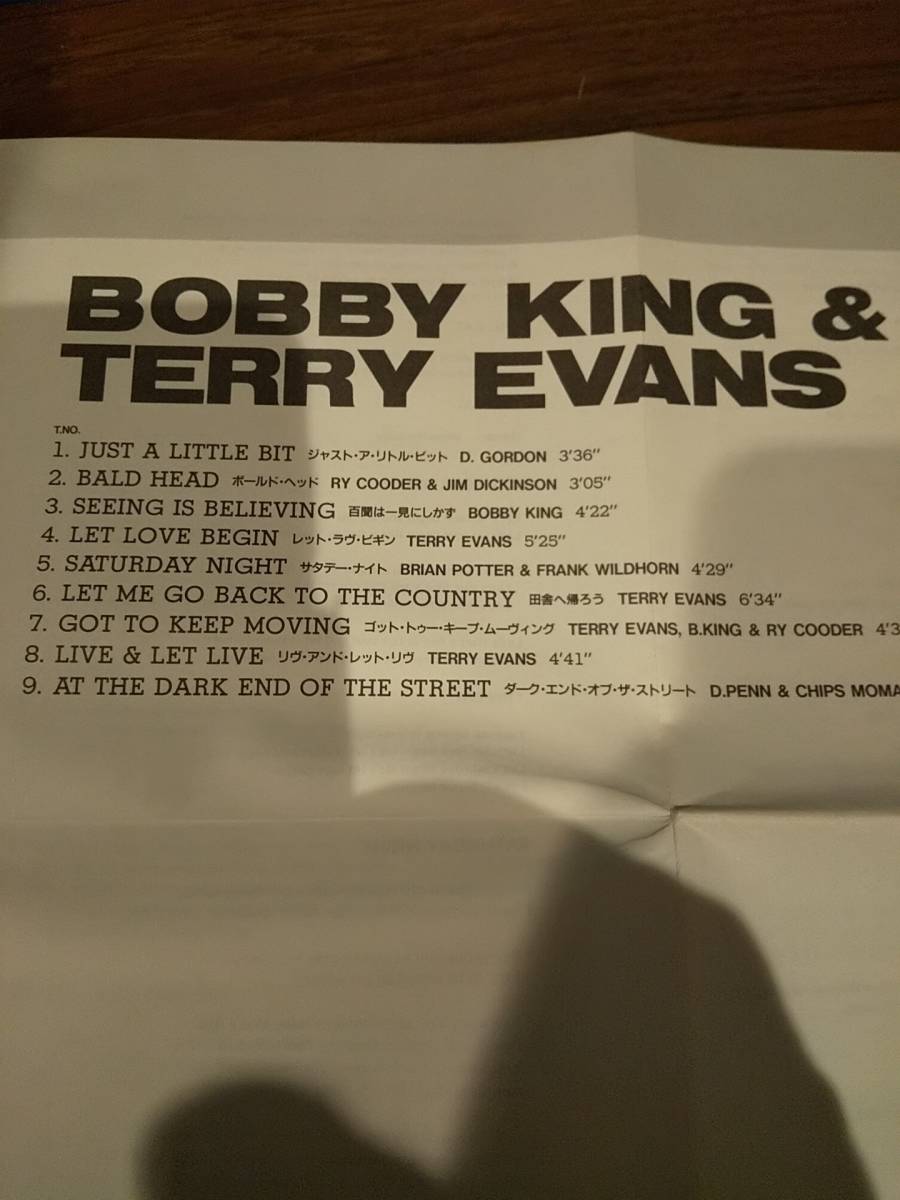 BOBBY KING &
TERRY EVANS
T.NO.
1. JUST A LITTLE BIT ジャスト・ア・リトル・ビット D. GORDON 3'36"
2. BALD HEAD ボールド・ヘッド RY COODER & JIM DICKINSON 3'05"
3. SEEING IS BELIEVING 百聞は一見にしかず BOBBY KING 4'22"
4. LET LOVE BEGIN レット・ラヴ・ビギン TERRY EVANS 5'25"
5. SATURDAY NIGHT サタデー・ナイト BRIAN POTTER & FRANK WILDHORN 4'29"
6. LET ME GO BACK TO THE COUNTRY 田舎へ帰ろう TERRY EVANS 6'34"
7. GOT TO KEEP MOVING ゴット・トゥー・キープ・ムーヴィング TERRY EVANS, B.KING & RY COODER 4'3
8. LIVE & LET LIVE リヴ・アンド・レット・リヴ TERRY EVANS 4'41"
9. AT THE DARK END OF THE STREET ダーク・エンド・オブ・ザ・ストリート D.PENN & CHIPS MOMA